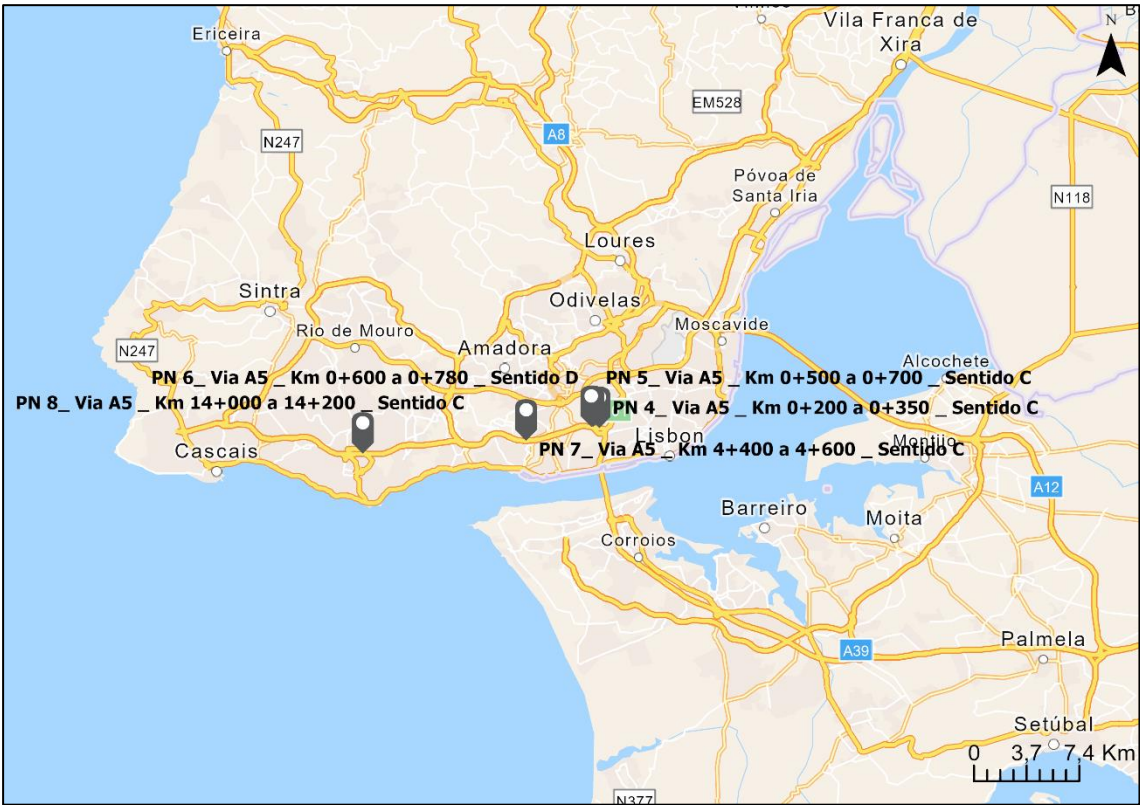 Vila Franca de
Xira
N
Ericeira
EM528
A8
N247
Póvoa de
Santa Iria
N118
Loures
Sintra
Odivelas
Rio de Mouro
Moscavide
N247
Amadora
Alcochete
PN 6_ Via A5 _ Km 0+600 a 0+780 _ Sentido D
PN 5_ Via A5 _ Km 0+500 a 0+700 _ Sentido C
PN 8_ Via A5 _ Km 14+000 a 14+200 _ Sentido C
PN 4_ Via A5 _ Km 0+200 a 0+350 _ Sentido C
Lisbon
Montijo
Cascais
PN 7_ Via A5 _ Km 4+400 a 4+600 _ Sentido C
A12
Barreiro
Moita
Corroios
A39
Palmela
Setúbal
0 3,7 7,4 Km
N377